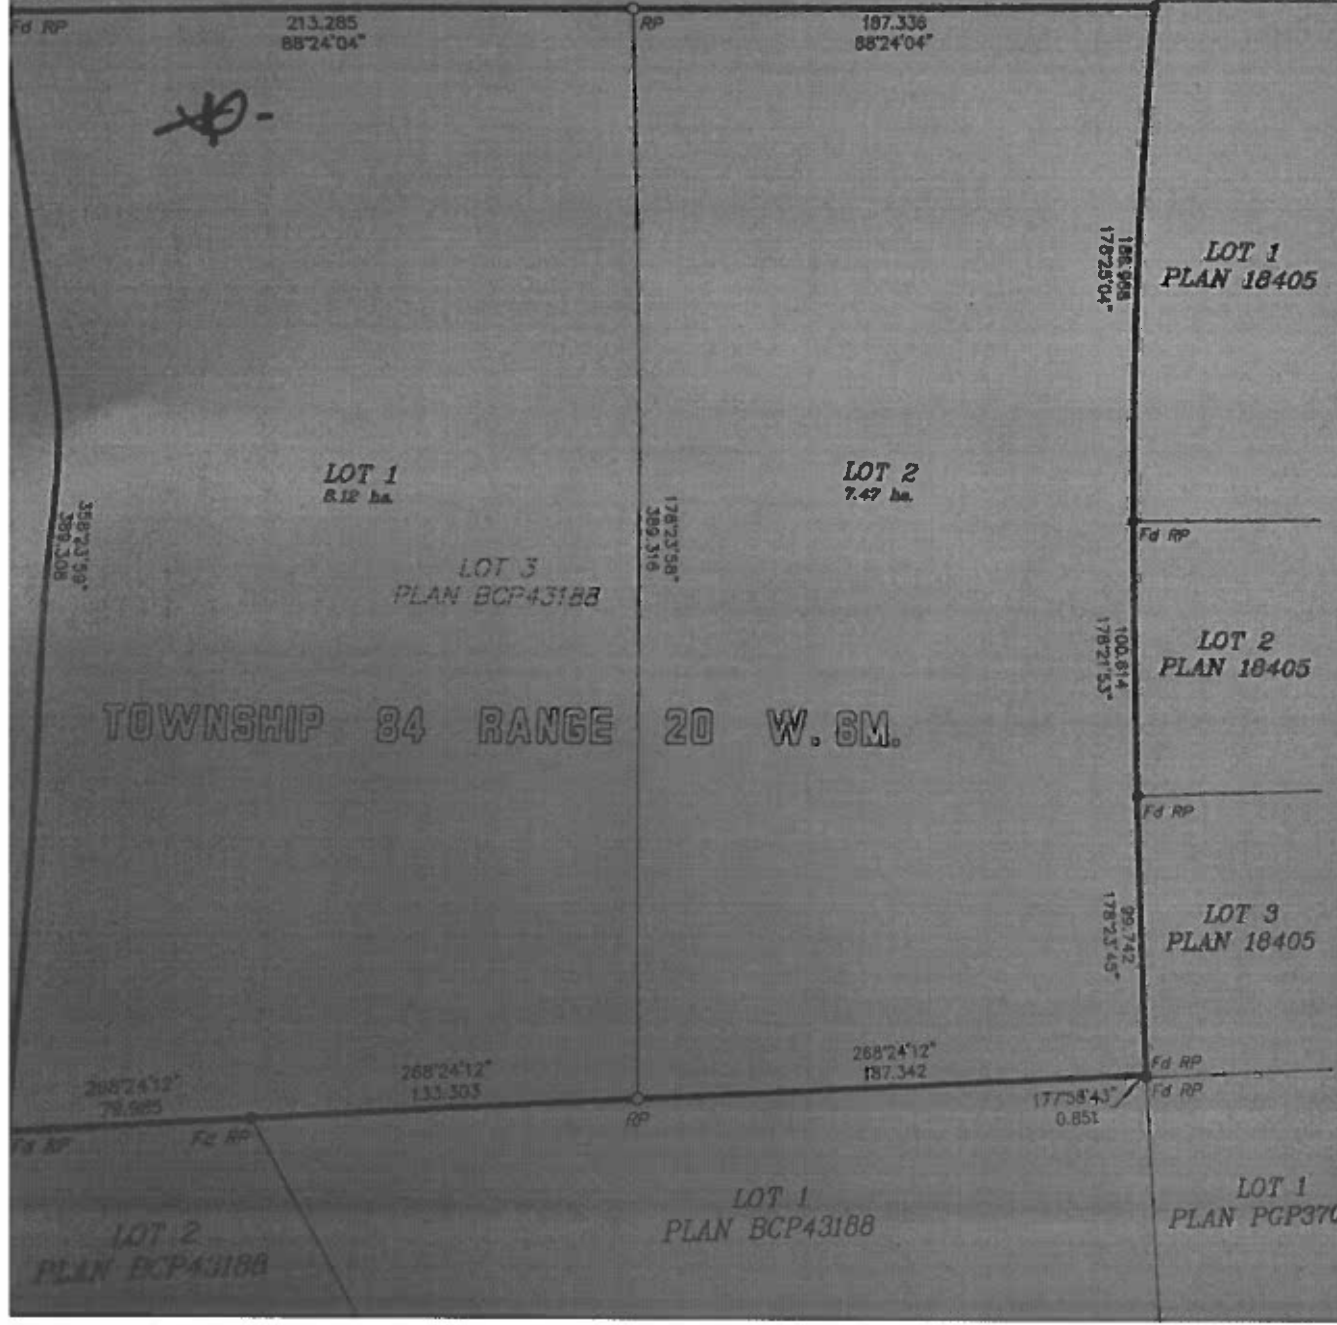 Fd RP
213.285
88°24'04"
RP
187.336
88°24'04"
188.968
178°25'04"
LOT 1
PLAN 18405
LOT 1
8.12 ha.
LOT 2
7.47 ha.
358°23'59"
389.308
178°23'58"
389.316
LOT 3
PLAN BCP43188
Fd RP
100.614
178°21'53"
LOT 2
PLAN 18405
TOWNSHIP 84 RANGE 20 W. 6M.
Fd RP
99.742
178°23'45"
LOT 3
PLAN 18405
268°24'12"
79.985
268°24'12"
133.303
268°24'12"
187.342
Fd RP
Fd RP
177°58'43"
0.851
Fd RP
Fd RP
RP
LOT 2
PLAN BCP43188
LOT 1
PLAN BCP43188
LOT 1
PLAN PGP370